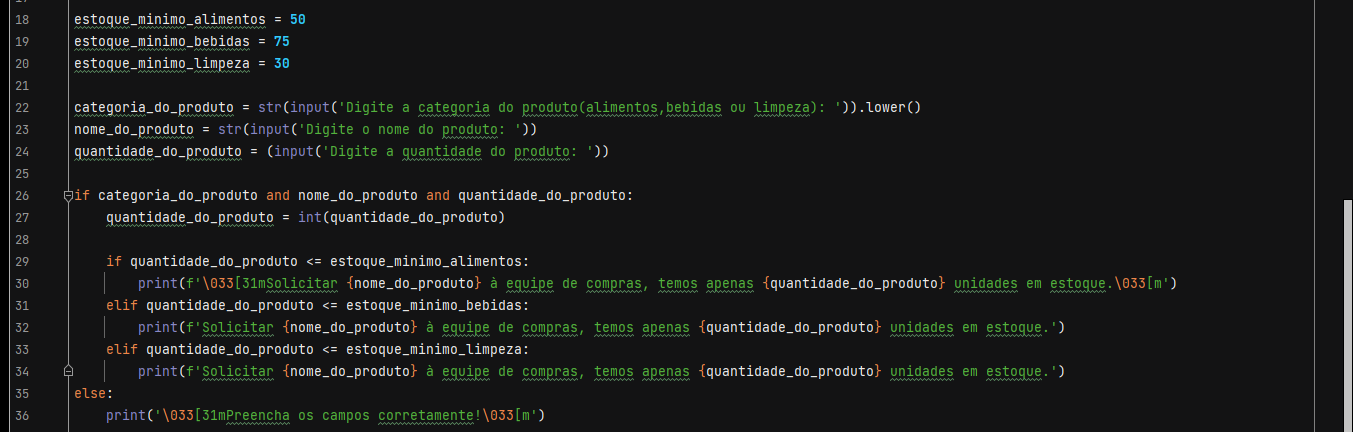 18 estoque_minimo_alimentos = 50
19 estoque_minimo_bebidas = 75
20 estoque_minimo_limpeza = 30
21
22 categoria_do_produto = str(input('Digite a categoria do produto(alimentos,bebidas ou limpeza): ')).lower()
23 nome_do_produto = str(input('Digite o nome do produto: '))
24 quantidade_do_produto = (input('Digite a quantidade do produto: '))
25
26 if categoria_do_produto and nome_do_produto and quantidade_do_produto:
27     quantidade_do_produto = int(quantidade_do_produto)
28
29     if quantidade_do_produto <= estoque_minimo_alimentos:
30         print(f'\033[31mSolicitar {nome_do_produto} à equipe de compras, temos apenas {quantidade_do_produto} unidades em estoque.\033[m')
31     elif quantidade_do_produto <= estoque_minimo_bebidas:
32         print(f'Solicitar {nome_do_produto} à equipe de compras, temos apenas {quantidade_do_produto} unidades em estoque.')
33     elif quantidade_do_produto <= estoque_minimo_limpeza:
34         print(f'Solicitar {nome_do_produto} à equipe de compras, temos apenas {quantidade_do_produto} unidades em estoque.')
35 else:
36     print('\033[31mPreencha os campos corretamente!\033[m')